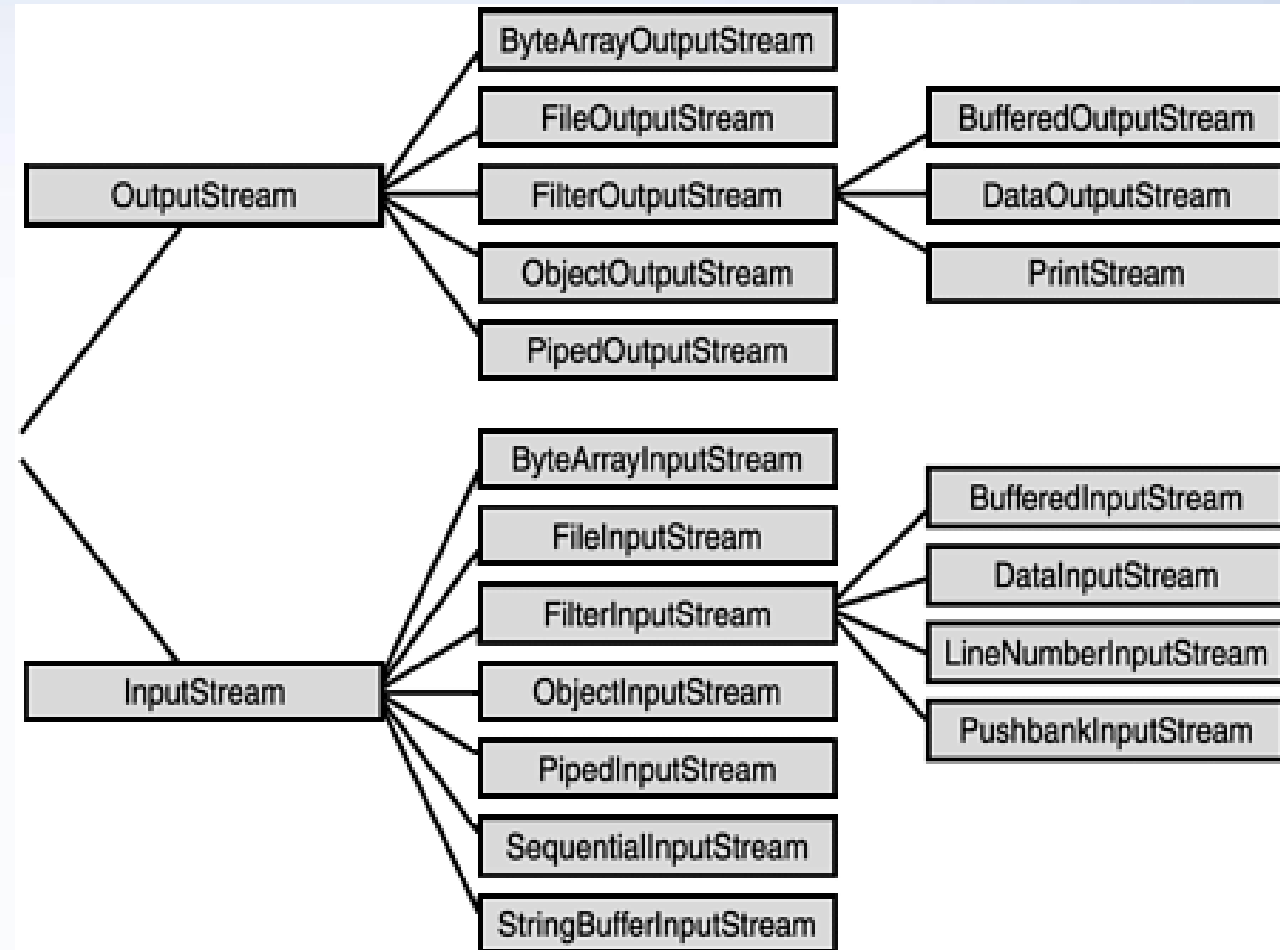 ByteArrayOutputStream
FileOutputStream
BufferedOutputStream
OutputStream
FilterOutputStream
DataOutputStream
ObjectOutputStream
PrintStream
PipedOutputStream
ByteArrayInputStream
BufferedInputStream
FileInputStream
DataInputStream
FilterInputStream
LineNumberInputStream
InputStream
ObjectInputStream
PushbankInputStream
PipedInputStream
SequentialInputStream
StringBufferInputStream